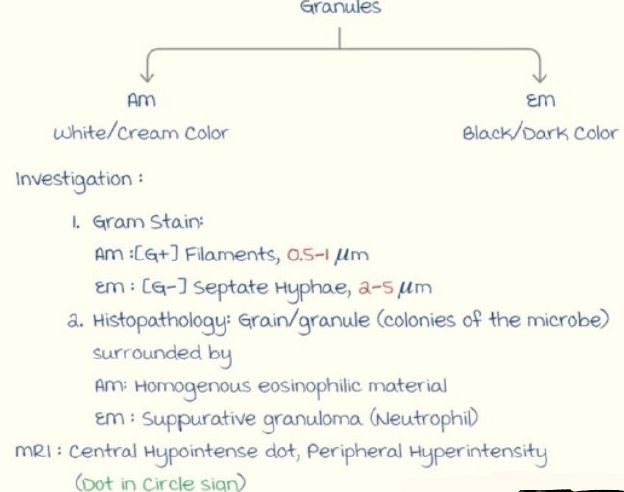 Granules
Am
Em
White/Cream Color
Black/Dark Color
Investigation :
1. Gram Stain:
Am :[G+] Filaments, 0.5-1 μm
Em : [G-] Septate Hyphae, 2-5 μm
2. Histopathology: Grain/granule (colonies of the microbe)
surrounded by
Am: Homogenous eosinophilic material
Em : Suppurative granuloma (Neutrophil)
MRI : Central Hypointense dot, Peripheral Hyperintensity
(Dot in Circle sign)